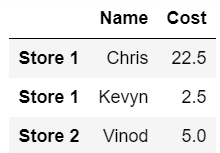 Name Cost
Store 1 Chris 22.5
Store 1 Kevyn 2.5
Store 2 Vinod 5.0